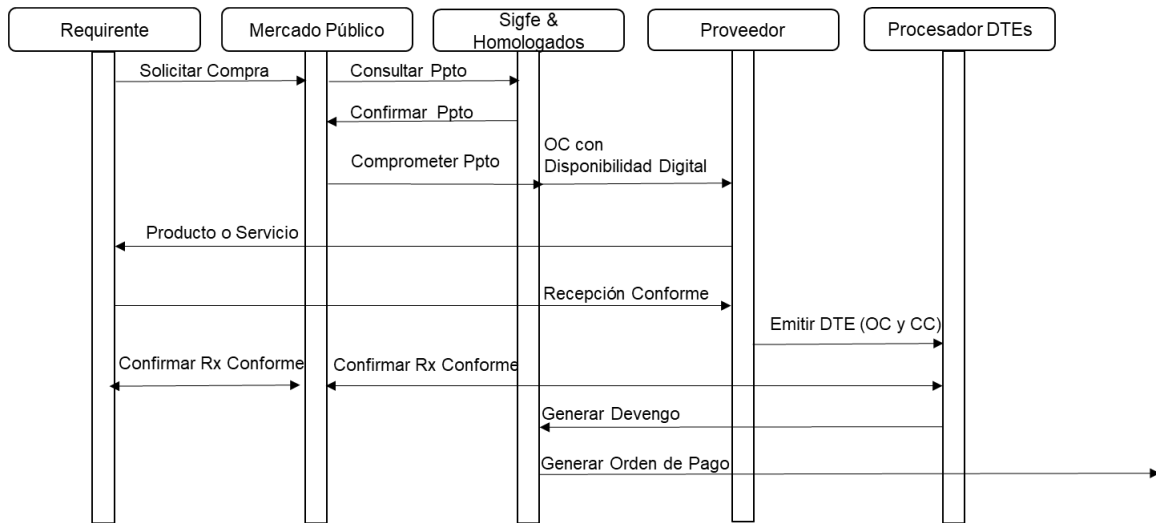 Requirente
Mercado Público
Sigfe &
Homologados
Proveedor
Procesador DTEs
Solicitar Compra
Consultar Ppto
Confirmar Ppto
Comprometer Ppto
OC con
Disponibilidad Digital
Producto o Servicio
Recepción Conforme
Emitir DTE (OC y CC)
Confirmar Rx Conforme
Confirmar Rx Conforme
Generar Devengo
Generar Orden de Pago